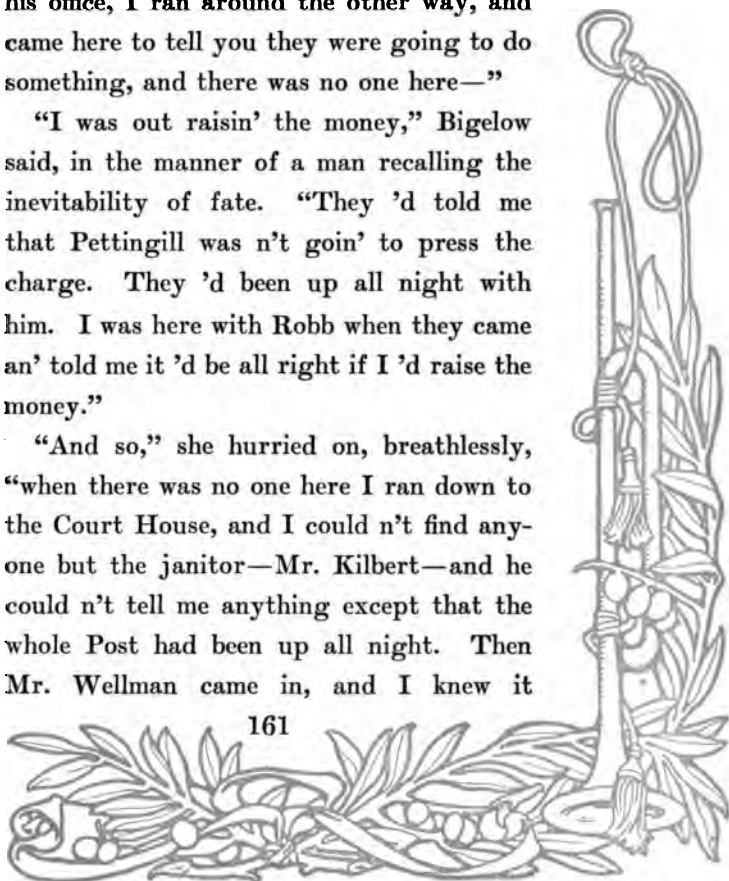 his office, I ran around the other way, and
came here to tell you they were going to do
something, and there was no one here—”
“I was out raisin’ the money,” Bigelow
said, in the manner of a man recalling the
inevitability of fate. “They ’d told me
that Pettingill was n’t goin’ to press the
charge. They ’d been up all night with
him. I was here with Robb when they came
an’ told me it ’d be all right if I ’d raise the
money.”
“And so,” she hurried on, breathlessly,
“when there was no one here I ran down to
the Court House, and I could n’t find any-
one but the janitor—Mr. Kilbert—and he
could n’t tell me anything except that the
whole Post had been up all night. Then
Mr. Wellman came in, and I knew it
161